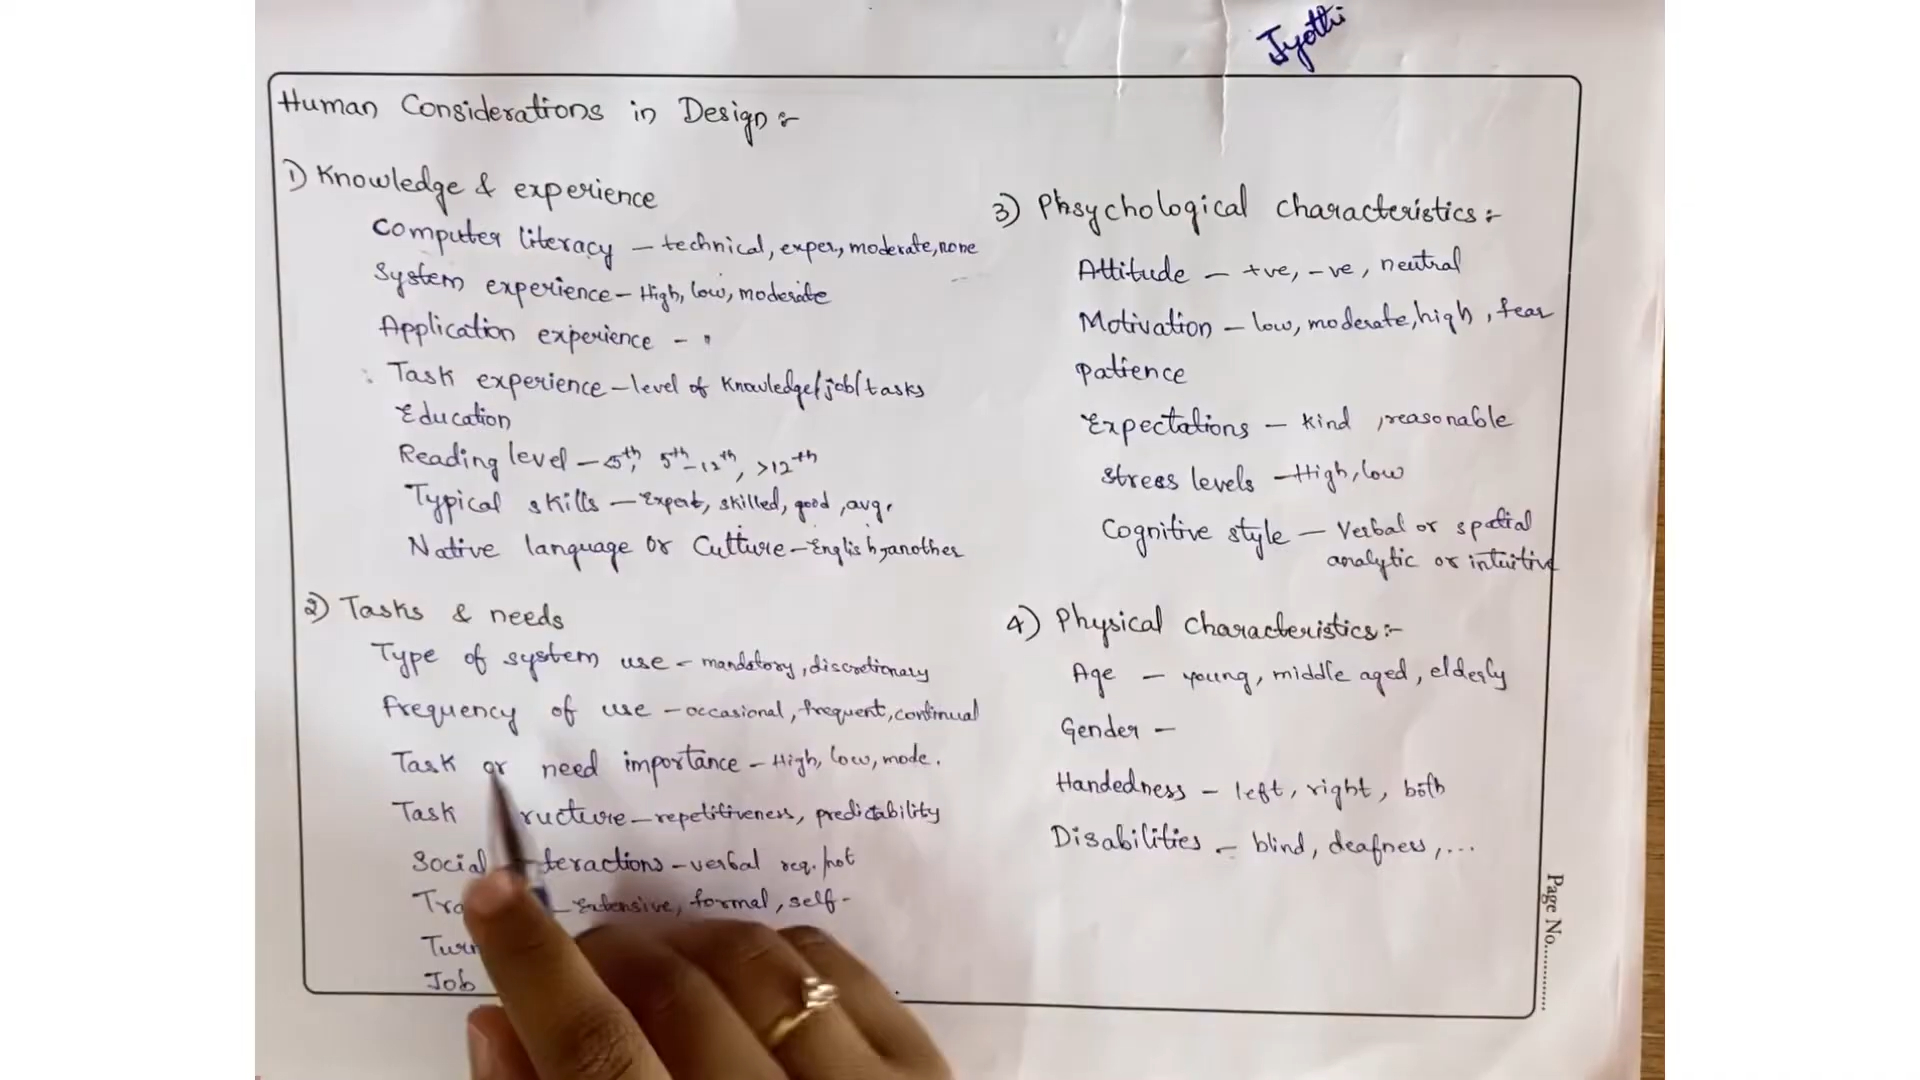 Jyothi
Human Considerations in Design:-
1) Knowledge & experience
Computer literacy - technical, exper, moderate, none
System experience - High, low, moderate
Application experience - "
Task experience - level of knowledge/job/tasks
Education
Reading level - <5th, 5th-12th, >12th
Typical skills - Expert, skilled, good, avg.
Native language or Culture - English, another
2) Tasks & needs
Type of system use - mandatory, discretionary
Frequency of use - occasional, frequent, continual
Task or need importance - High, low, mode.
Task ructure - repetitiveness, predictability
Social teractions - verbal req./not
Tra - Extensive, formal, self-
Turn
Job
3) Phsychological characteristics:-
Attitude - +ve, -ve, neutral
Motivation - low, moderate, high, fear
patience
Expectations - kind, reasonable
stress levels - High, low
Cognitive style - Verbal or spatial
analytic or intuitive
4) Physical characteristics:-
Age - young, middle aged, elderly
Gender -
Handedness - left, right, both
Disabilities - blind, deafness, ...
Page No............